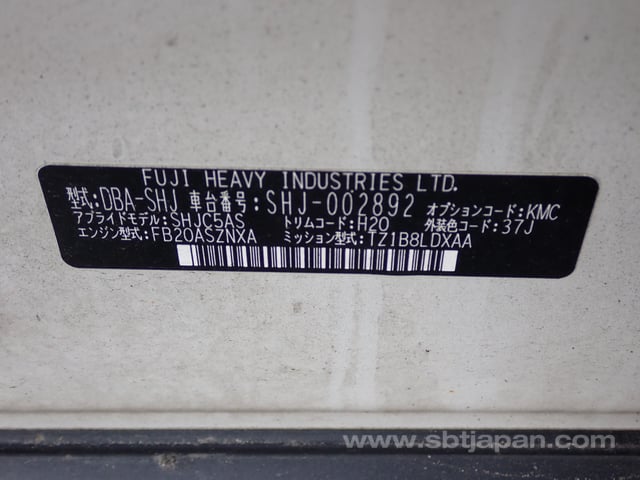 FUJI HEAVY INDUSTRIES LTD.
型式:DBA-SHJ 車台番号:SHJ-002892 オプションコード:KMC
アプライドモデル:SHJC5AS トリムコード:H20 外装色コード:37J
エンジン型式:FB20ASZNXA ミッション型式:TZ1B8LDXAA
www.sbtjapan.com